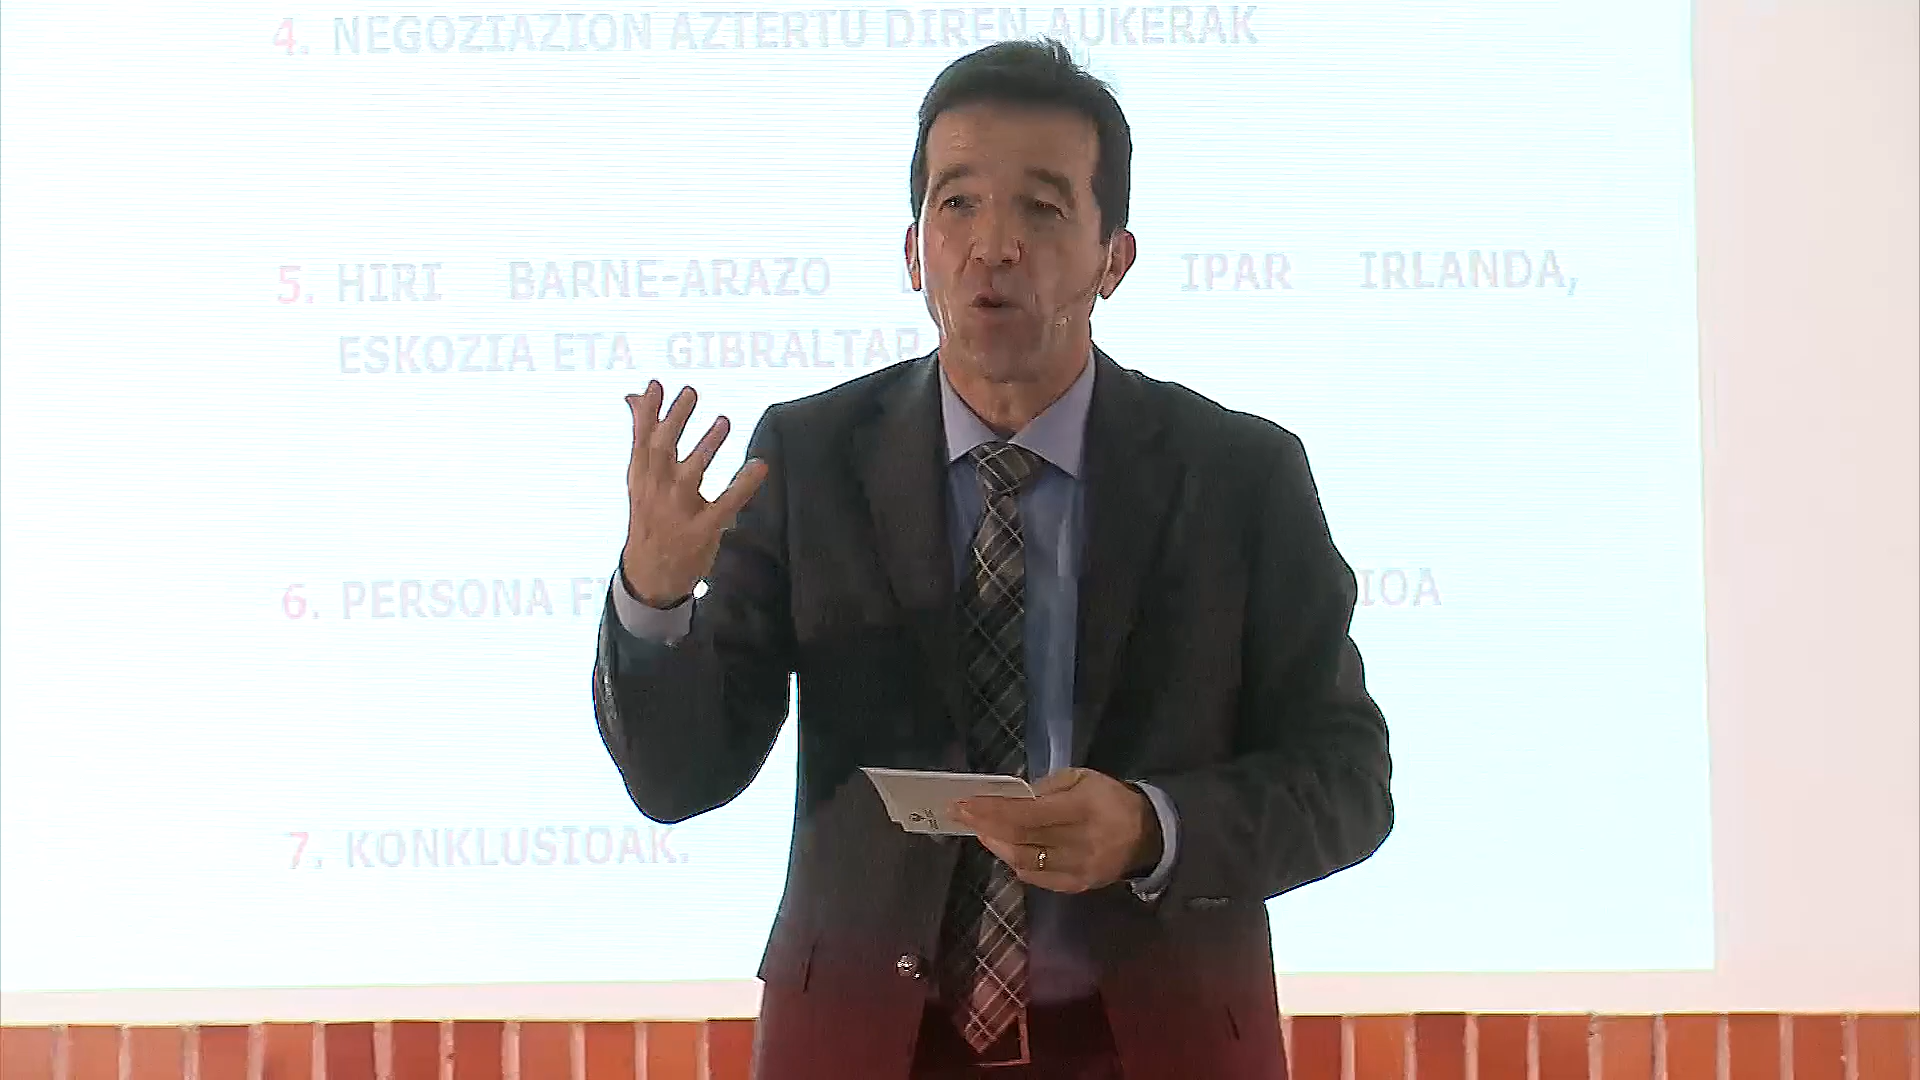 4. NEGOZIAZION AZTERTU DIREN AUKERAK
5. HIRI BARNE-ARAZO IPAR IRLANDA,
ESKOZIA ETA GIBRALTAR
6. PERSONA
7. KONKLUSIOAK.